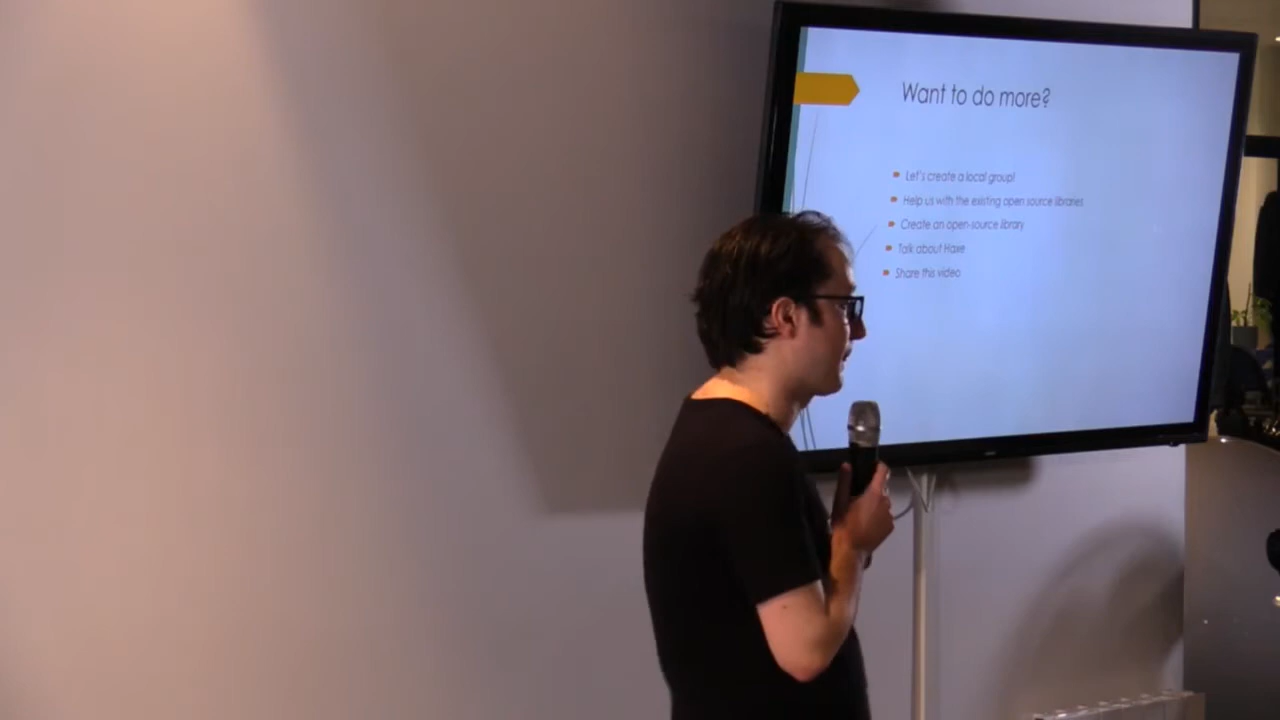 Want to do more?
Let's create a local group!
Help us with the existing open source libraries
Create an open-source library
Talk about Haxe
Share this video